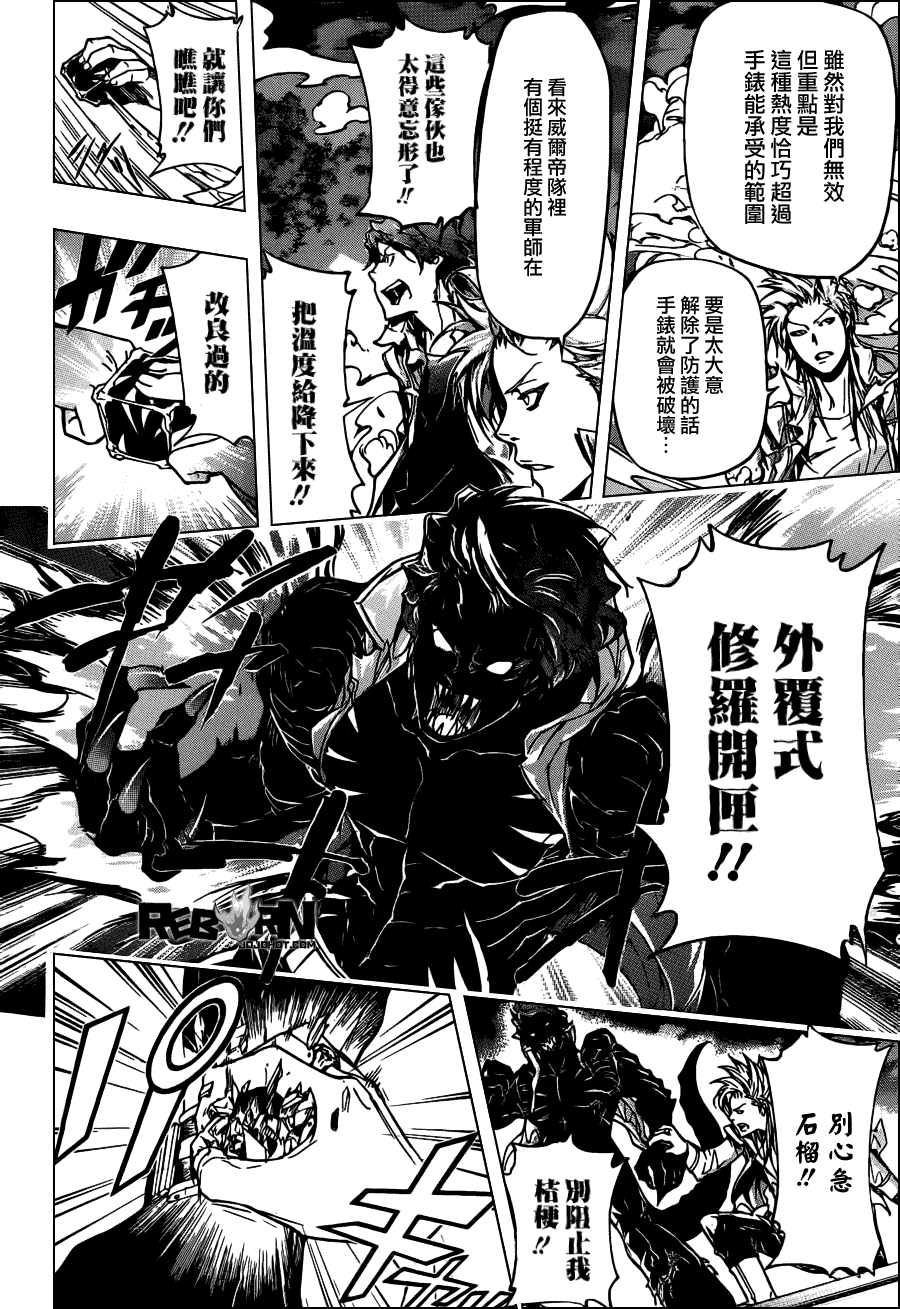 雖然對我們無效
但重點是
這種熱度恰巧超過
手錶能承受的範圍
要是太大意
解除了防護的話
手錶就會被破壞…
看來威爾帝隊裡
有個挺有程度的軍師在
這些傢伙也
太得意忘形了!!
把溫度給降下來!!
就讓你們
瞧瞧吧!!
改良過的
外覆式
修羅開匣!!
REBORN
JOJOHOT.COM
別心急
石榴!!
別阻止我
桔梗!!